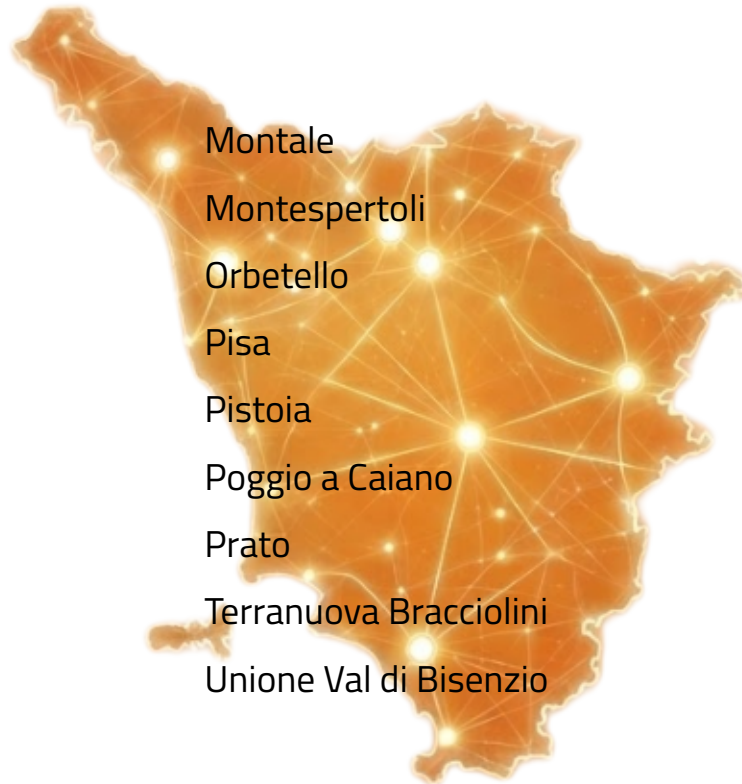 Montale
Montespertoli
Orbetello
Pisa
Pistoia
Poggio a Caiano
Prato
Terranuova Bracciolini
Unione Val di Bisenzio